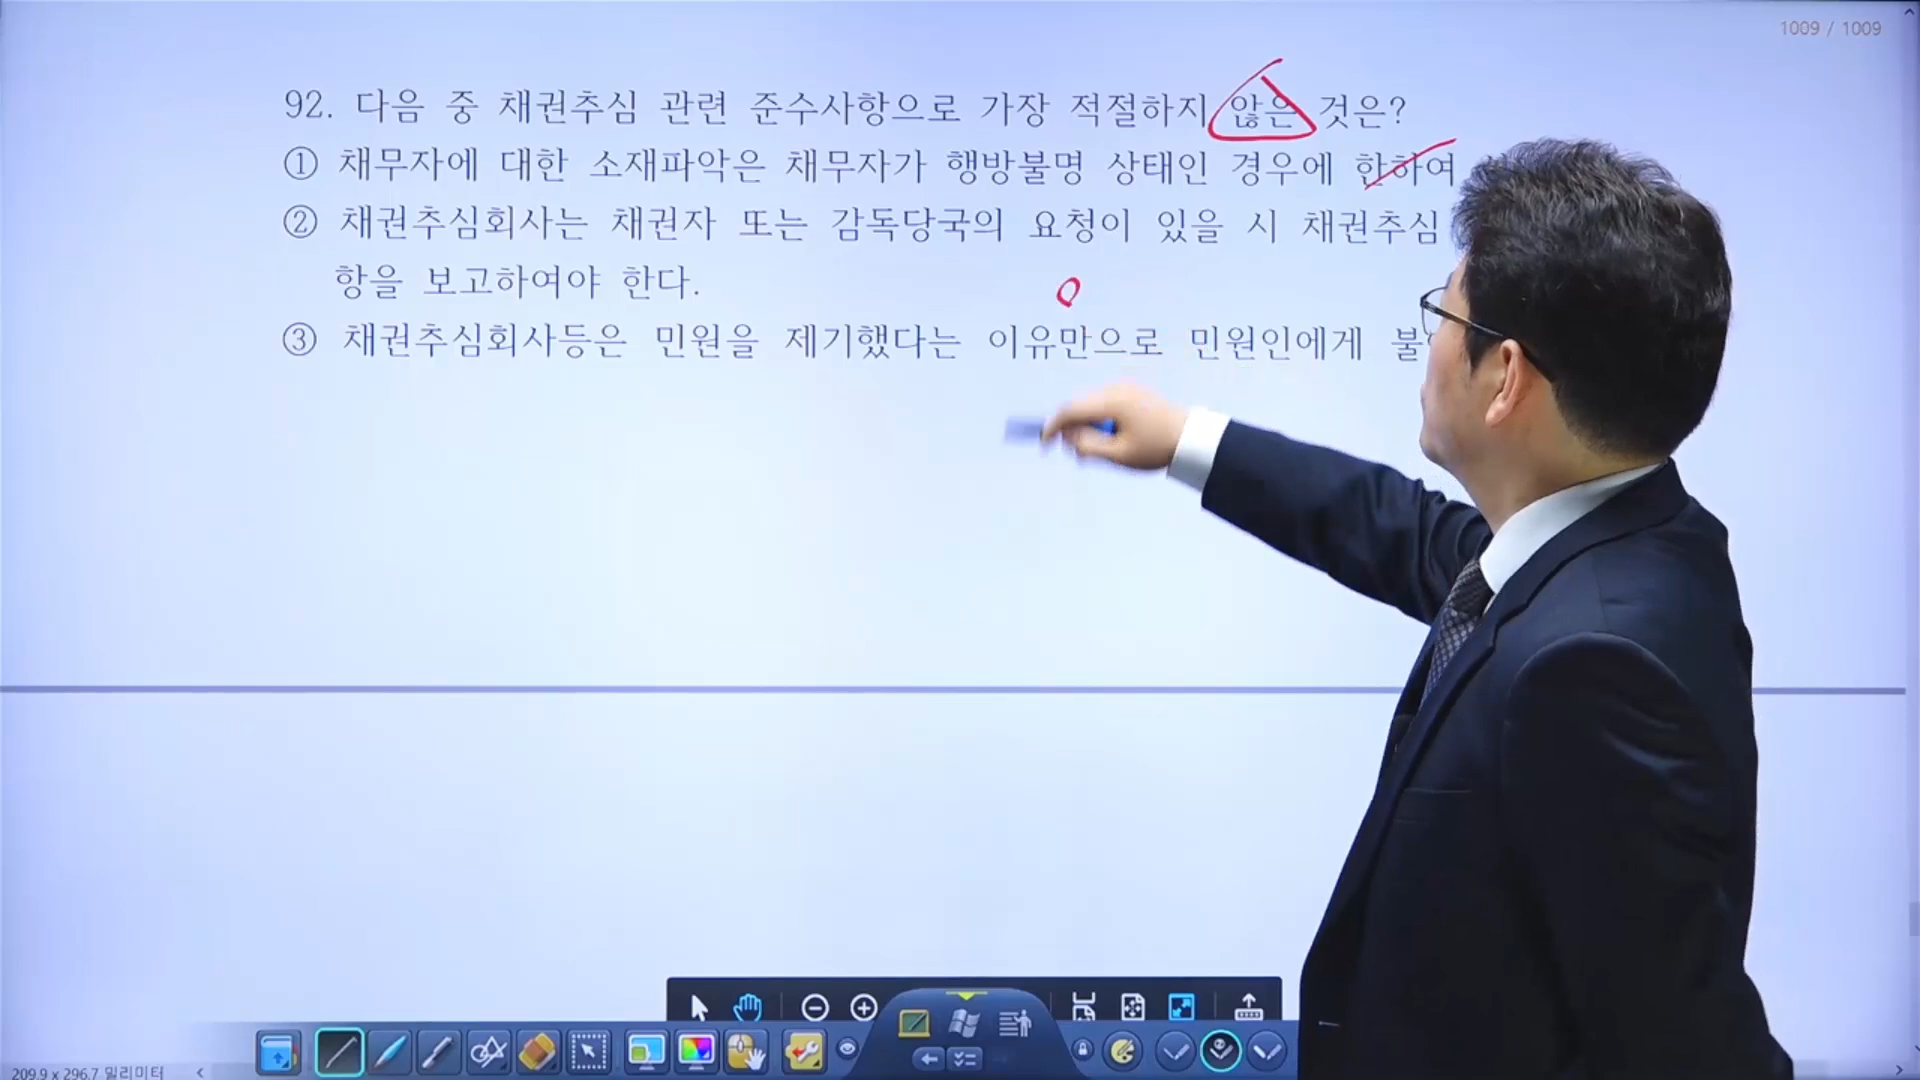 1009 / 1009
92. 다음 중 채권추심 관련 준수사항으로 가장 적절하지 않은 것은?
① 채무자에 대한 소재파악은 채무자가 행방불명 상태인 경우에 한하여
② 채권추심회사는 채권자 또는 감독당국의 요청이 있을 시 채권추심
항을 보고하여야 한다.
③ 채권추심회사등은 민원을 제기했다는 이유만으로 민원인에게
209.9 x 296.7 밀리미터